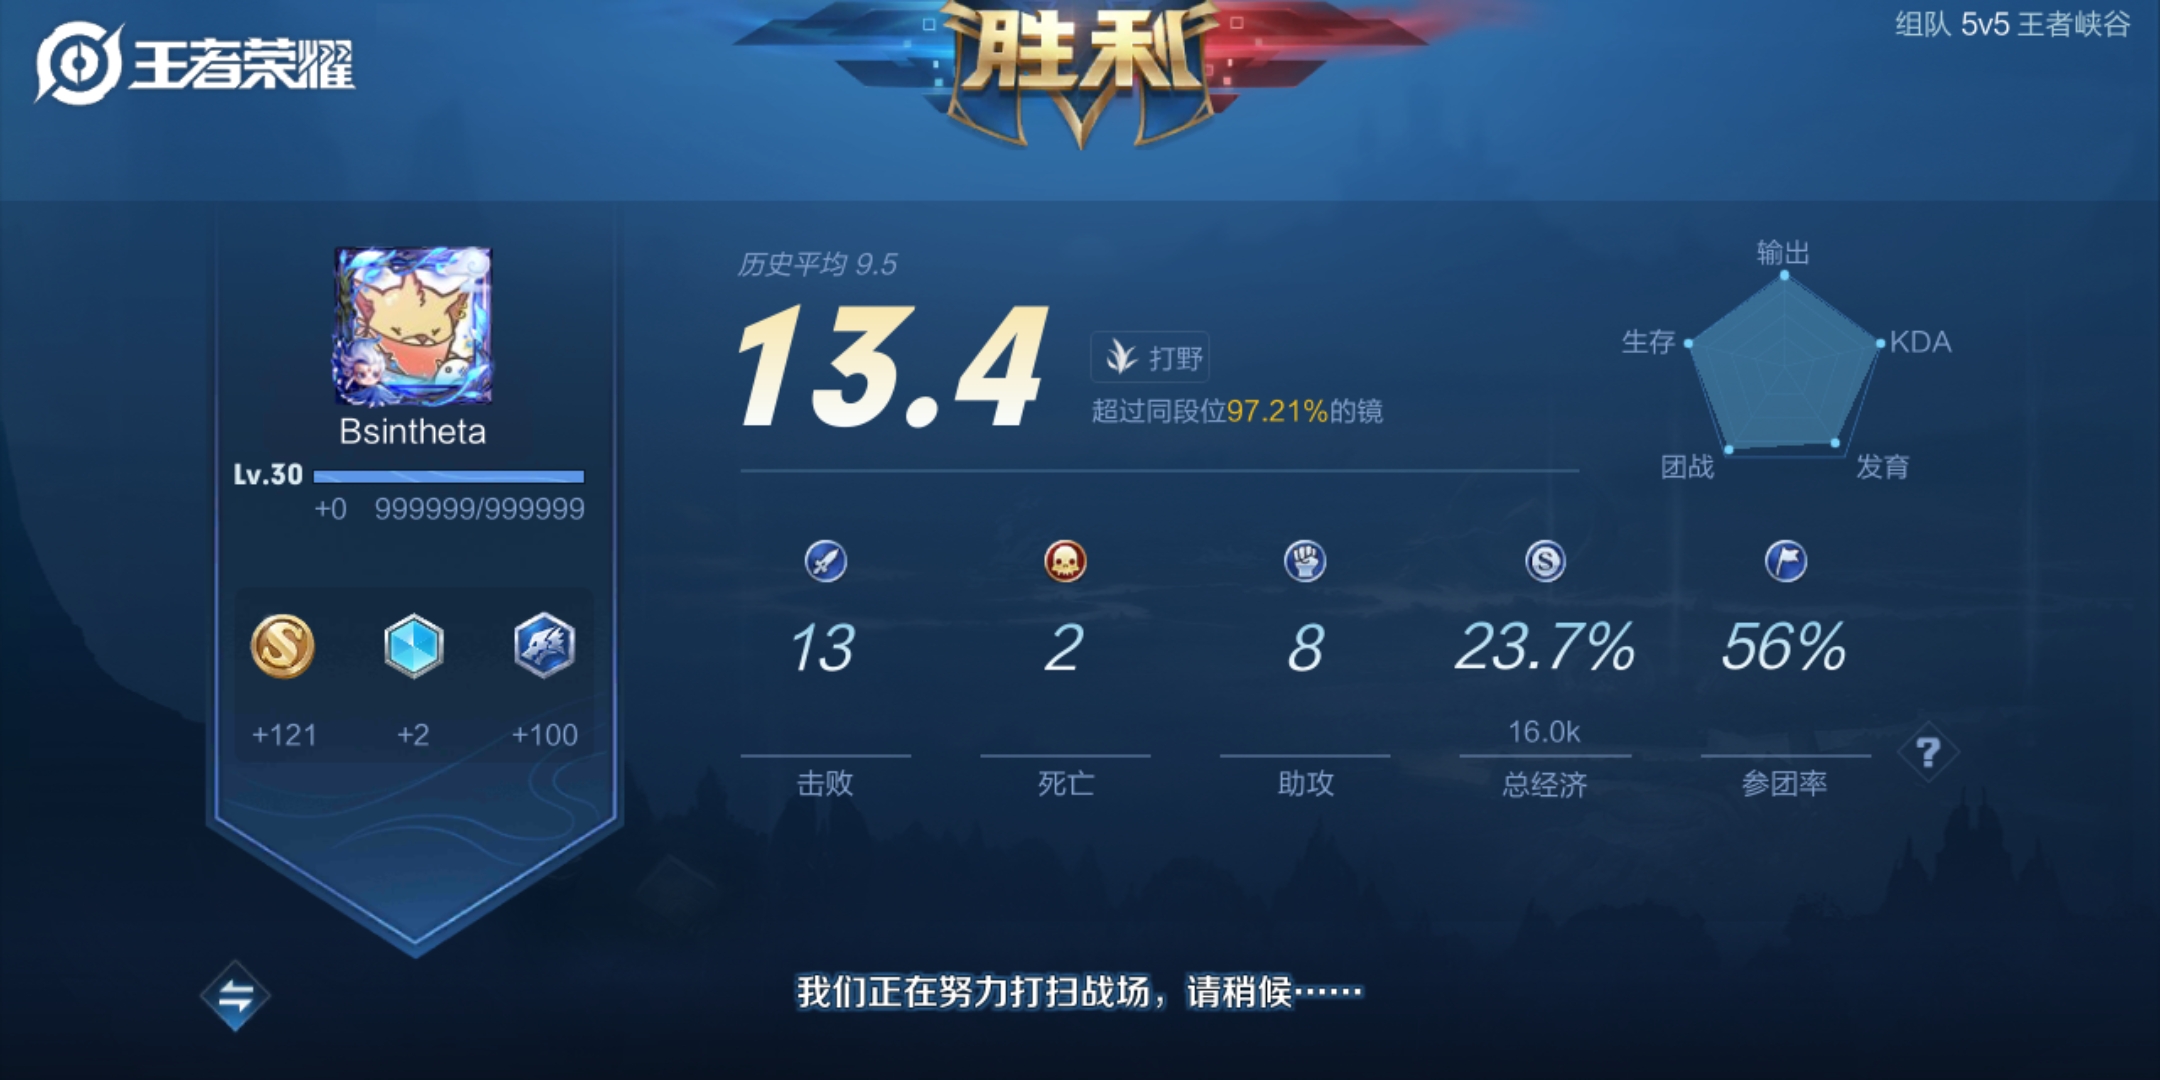 王者荣耀
胜利
组队 5v5 王者峡谷
Bsintheta
Lv.30
+0 999999/999999
+121 +2 +100
历史平均 9.5
13.4
打野
超过同段位97.21%的镜
输出
生存
KDA
团战
发育
13 2 8 23.7% 56%
16.0k
击败 死亡 助攻 总经济 参团率
?
我们正在努力打扫战场，请稍候……